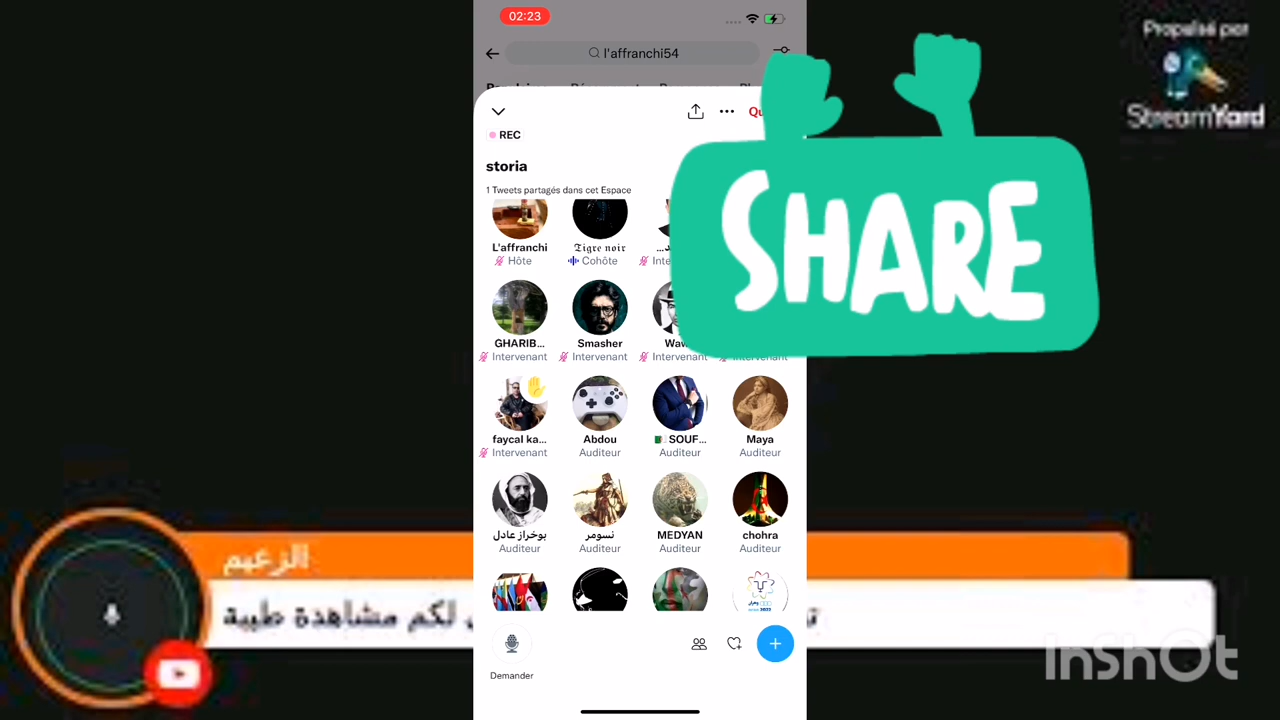 02:23
l'affranchi54
Propulsé par
StreamYard
REC
SHARE
storia
1 Tweets partagés dans cet Espace
L'affranchi
𝔗𝔦𝔤𝔯𝔢 𝔫𝔬𝔦𝔯
Hôte
Cohôte
GHARIB...
Smasher
Intervenant
Intervenant
Intervenant
faycal ka...
Abdou
SOUF...
Maya
Intervenant
Auditeur
Auditeur
Auditeur
بوخراز عادل
نسومر
MEDYAN
chohra
Auditeur
Auditeur
Auditeur
Auditeur
الزعيم
لكم مشاهدة طيبة
Demander
InShOt